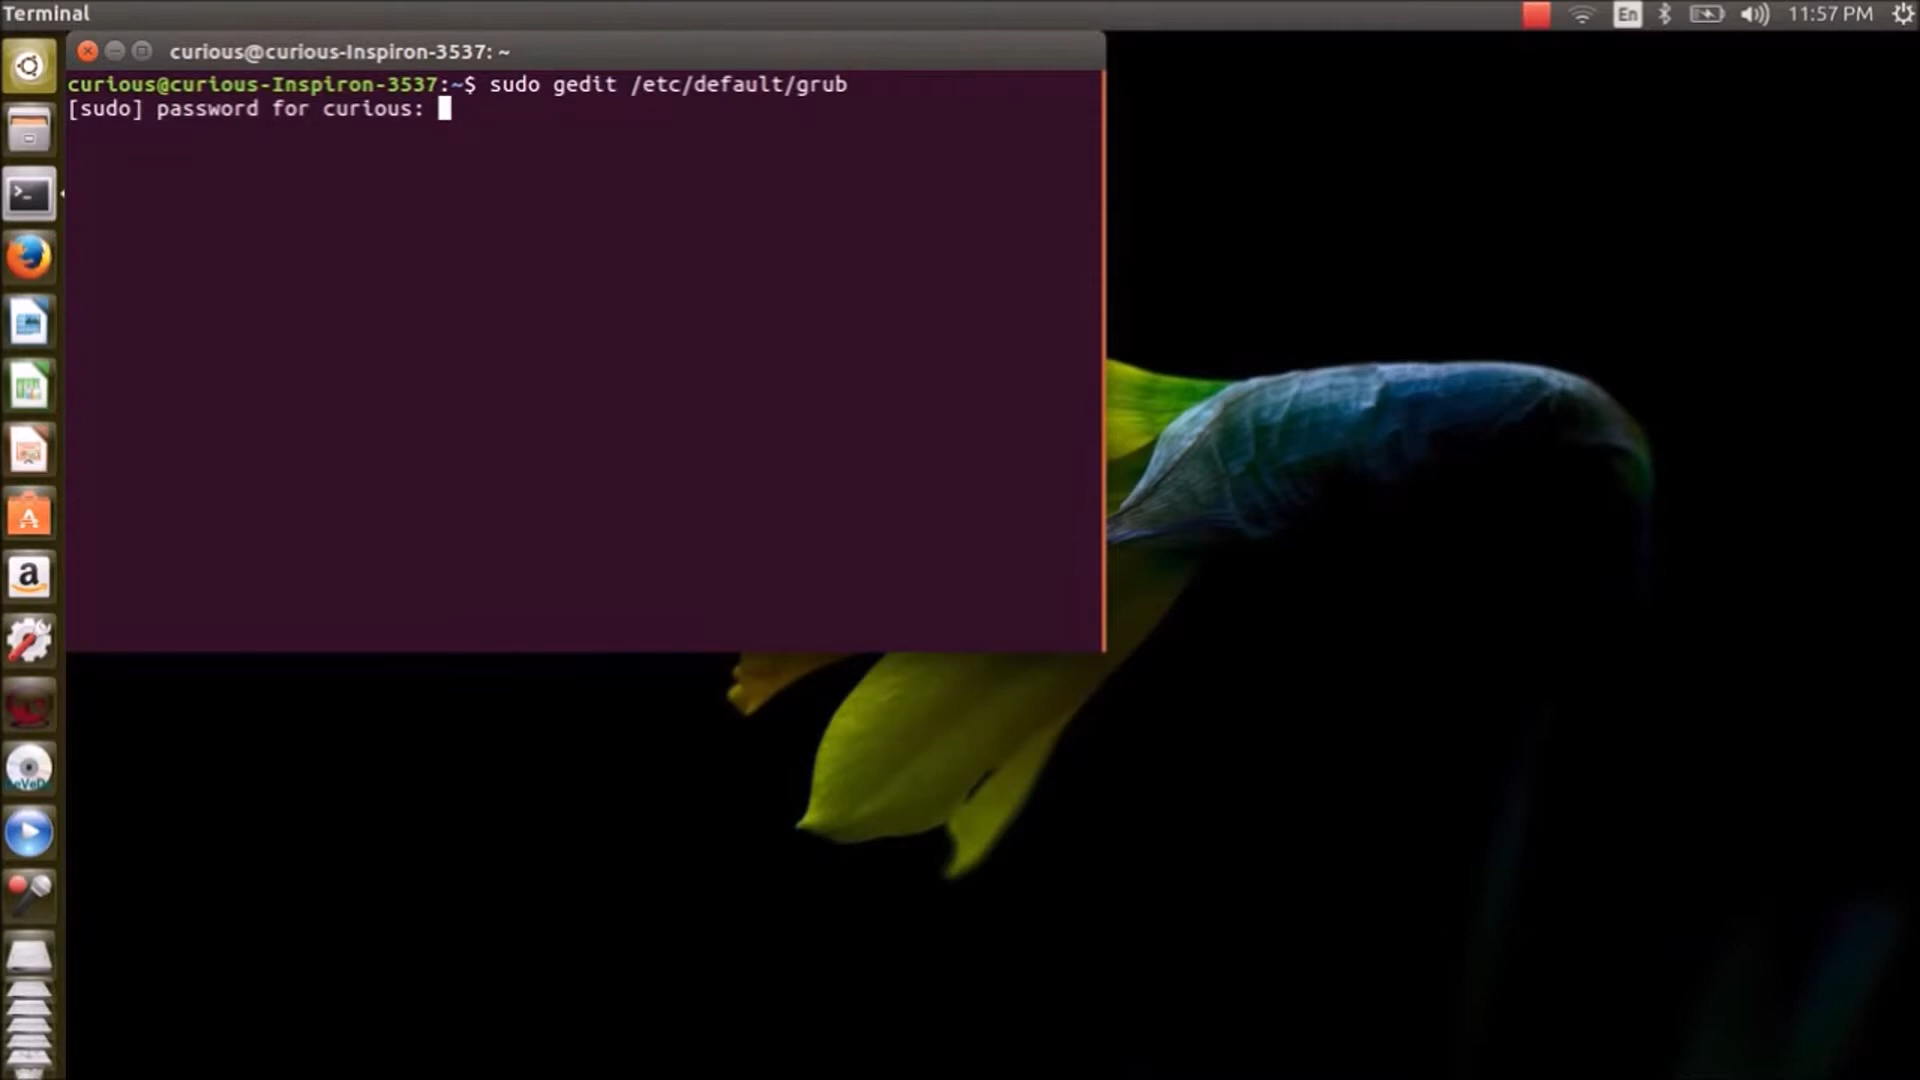 Terminal
En
11:57 PM
curious@curious-Inspiron-3537: ~
curious@curious-Inspiron-3537:~$ sudo gedit /etc/default/grub
[sudo] password for curious: